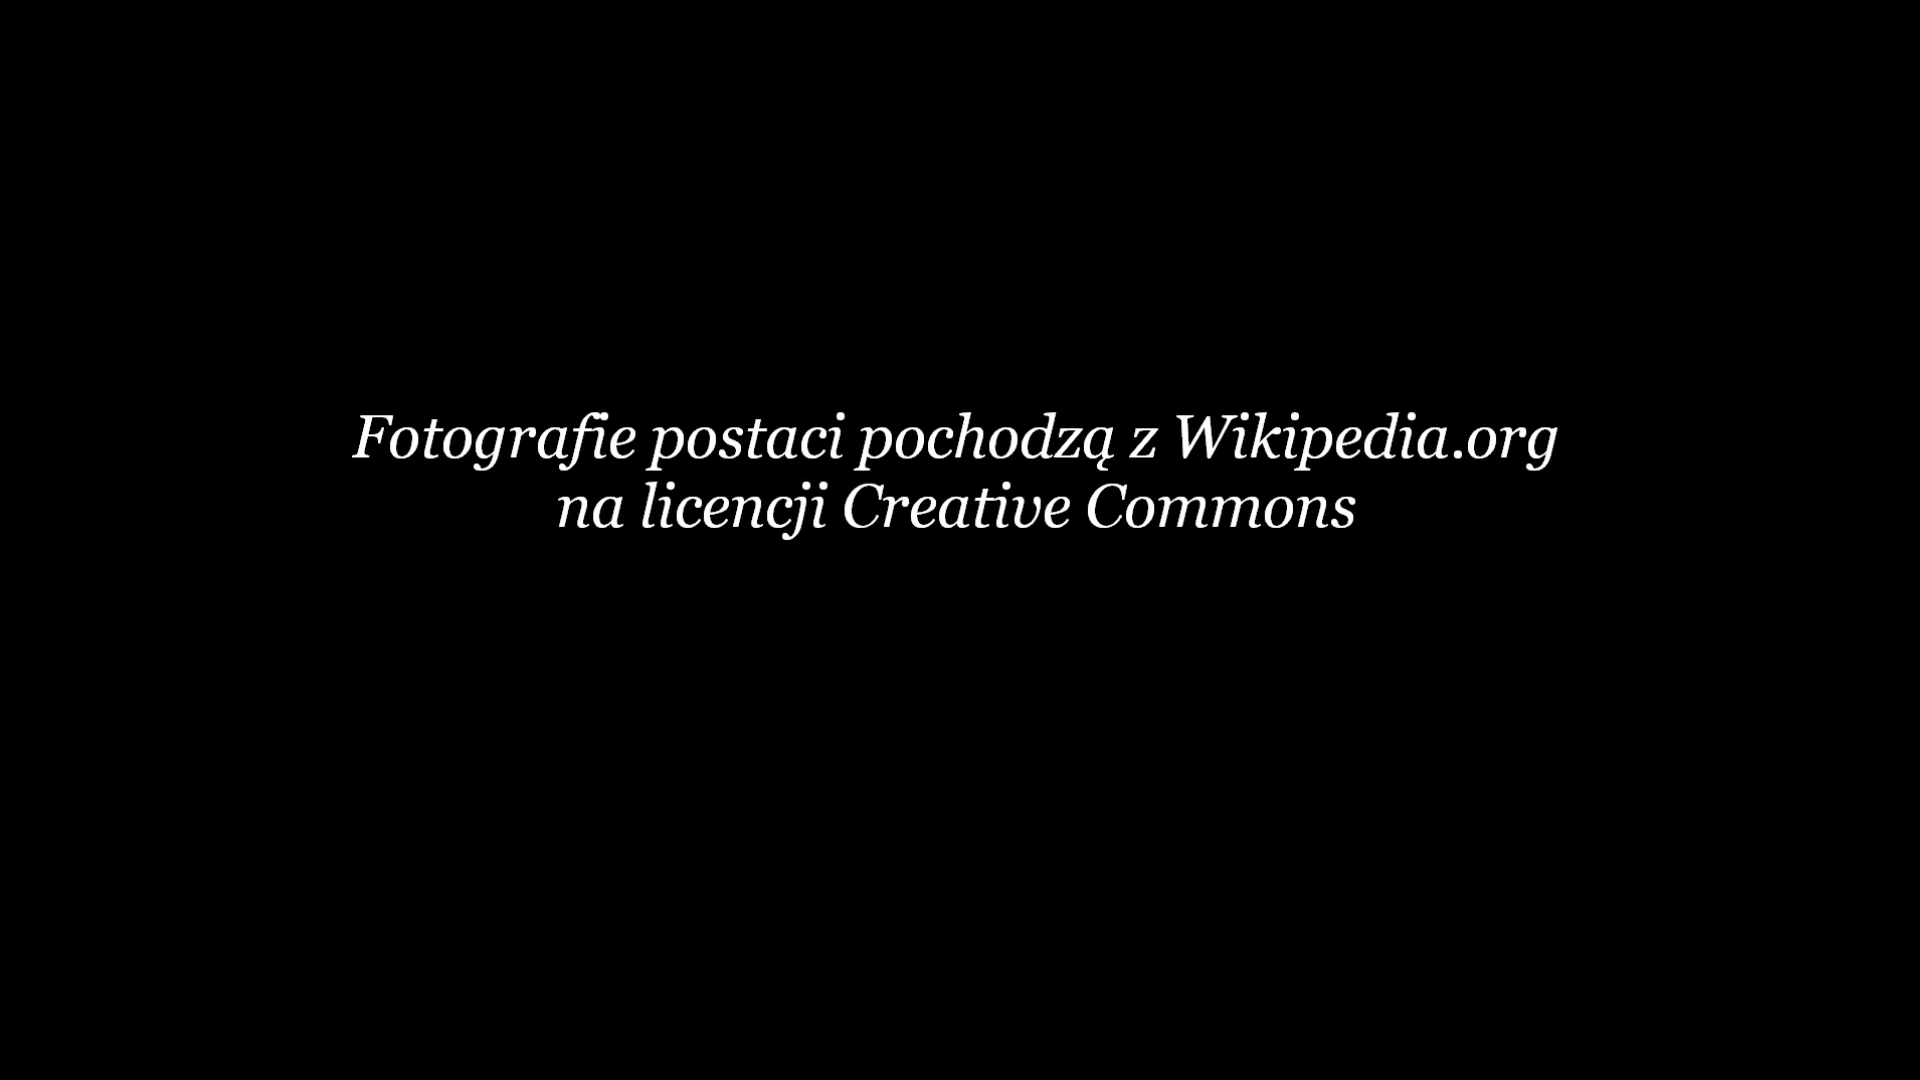 Fotografie postaci pochodzą z Wikipedia.org
na licencji Creative Commons